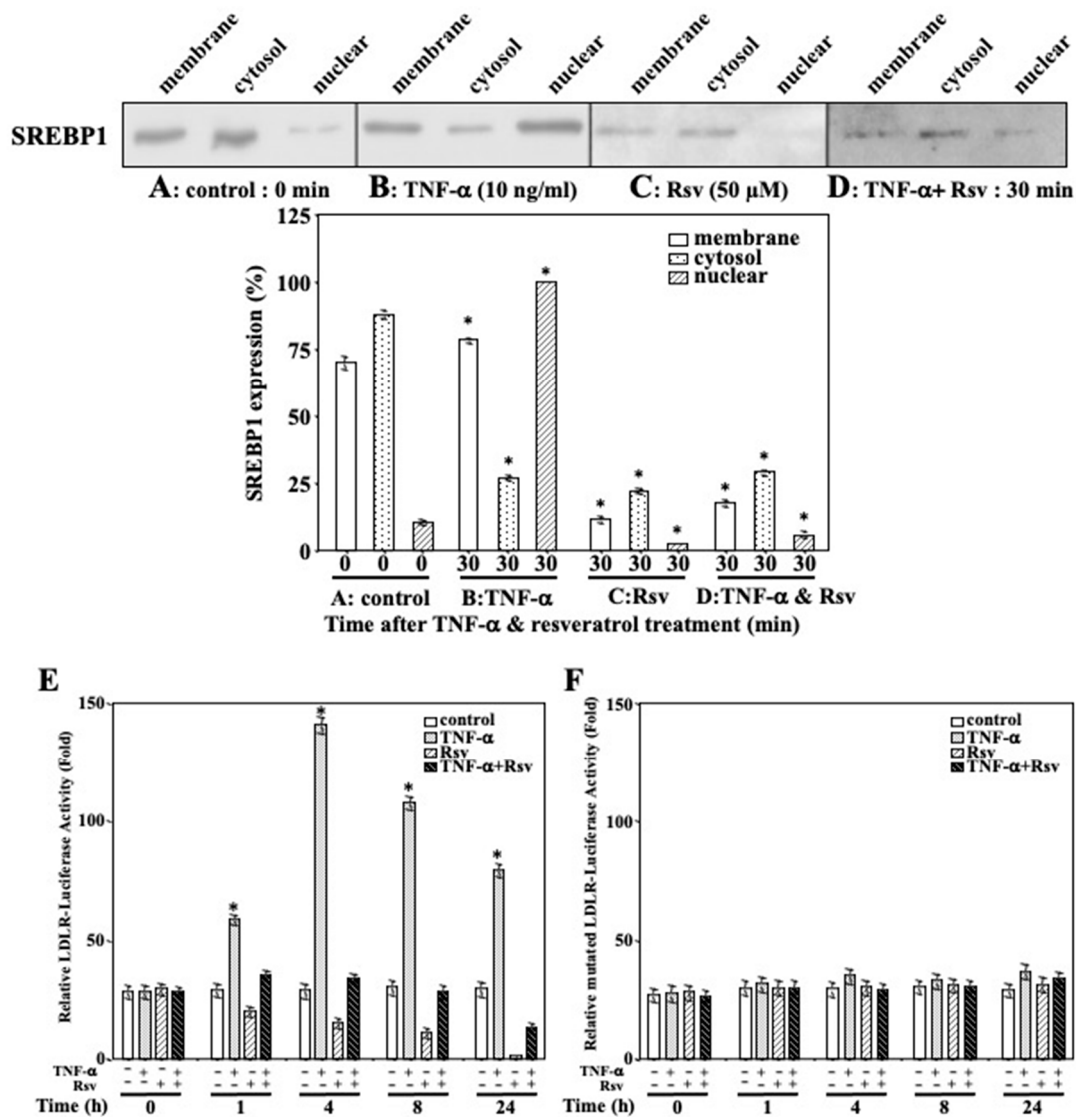 membrane cytosol nuclear membrane cytosol nuclear membrane cytosol nuclear membrane cytosol nuclear
SREBP1
A: control : 0 min B: TNF-α (10 ng/ml) C: Rsv (50 μM) D: TNF-α+ Rsv : 30 min
125
100
75
50
25
0
SREBP1 expression (%)
membrane
cytosol
nuclear
* * * * * * * * *
0 0 0 30 30 30 30 30 30 30 30 30
A: control B:TNF-α C:Rsv D:TNF-α & Rsv
Time after TNF-α & resveratrol treatment (min)
E
150
100
50
0
Relative LDLR-Luciferase Activity (Fold)
control
TNF-α
Rsv
TNF-α+Rsv
* * * *
TNF-α - + - + - + - + - + - + - + - + - + - +
Rsv - - + + - - + + - - + + - - + + - - + +
Time (h) 0 1 4 8 24
F
150
100
50
0
Relative mutated LDLR-Luciferase Activity (Fold)
control
TNF-α
Rsv
TNF-α+Rsv
TNF-α - + - + - + - + - + - + - + - + - + - +
Rsv - - + + - - + + - - + + - - + + - - + +
Time (h) 0 1 4 8 24